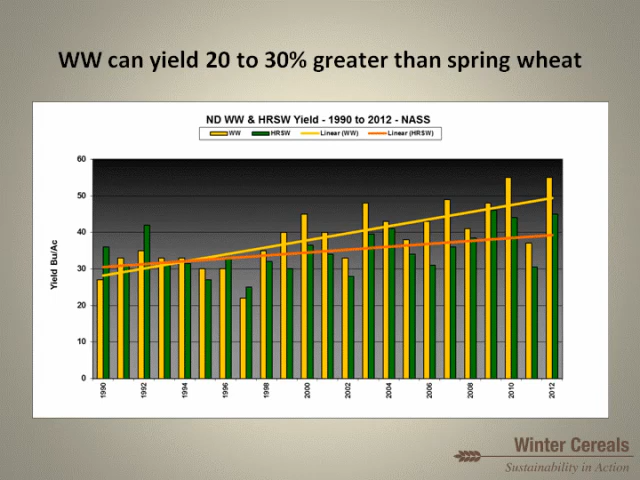 WW can yield 20 to 30% greater than spring wheat
ND WW & HRSW Yield - 1990 to 2012 - NASS
WW HRSW Linear (WW) Linear (HRSW)
60
50
40
30
20
10
0
Yield Bu/Ac
1990 1992 1994 1996 1998 2000 2002 2004 2006 2008 2010 2012
Winter Cereals
Sustainability in Action